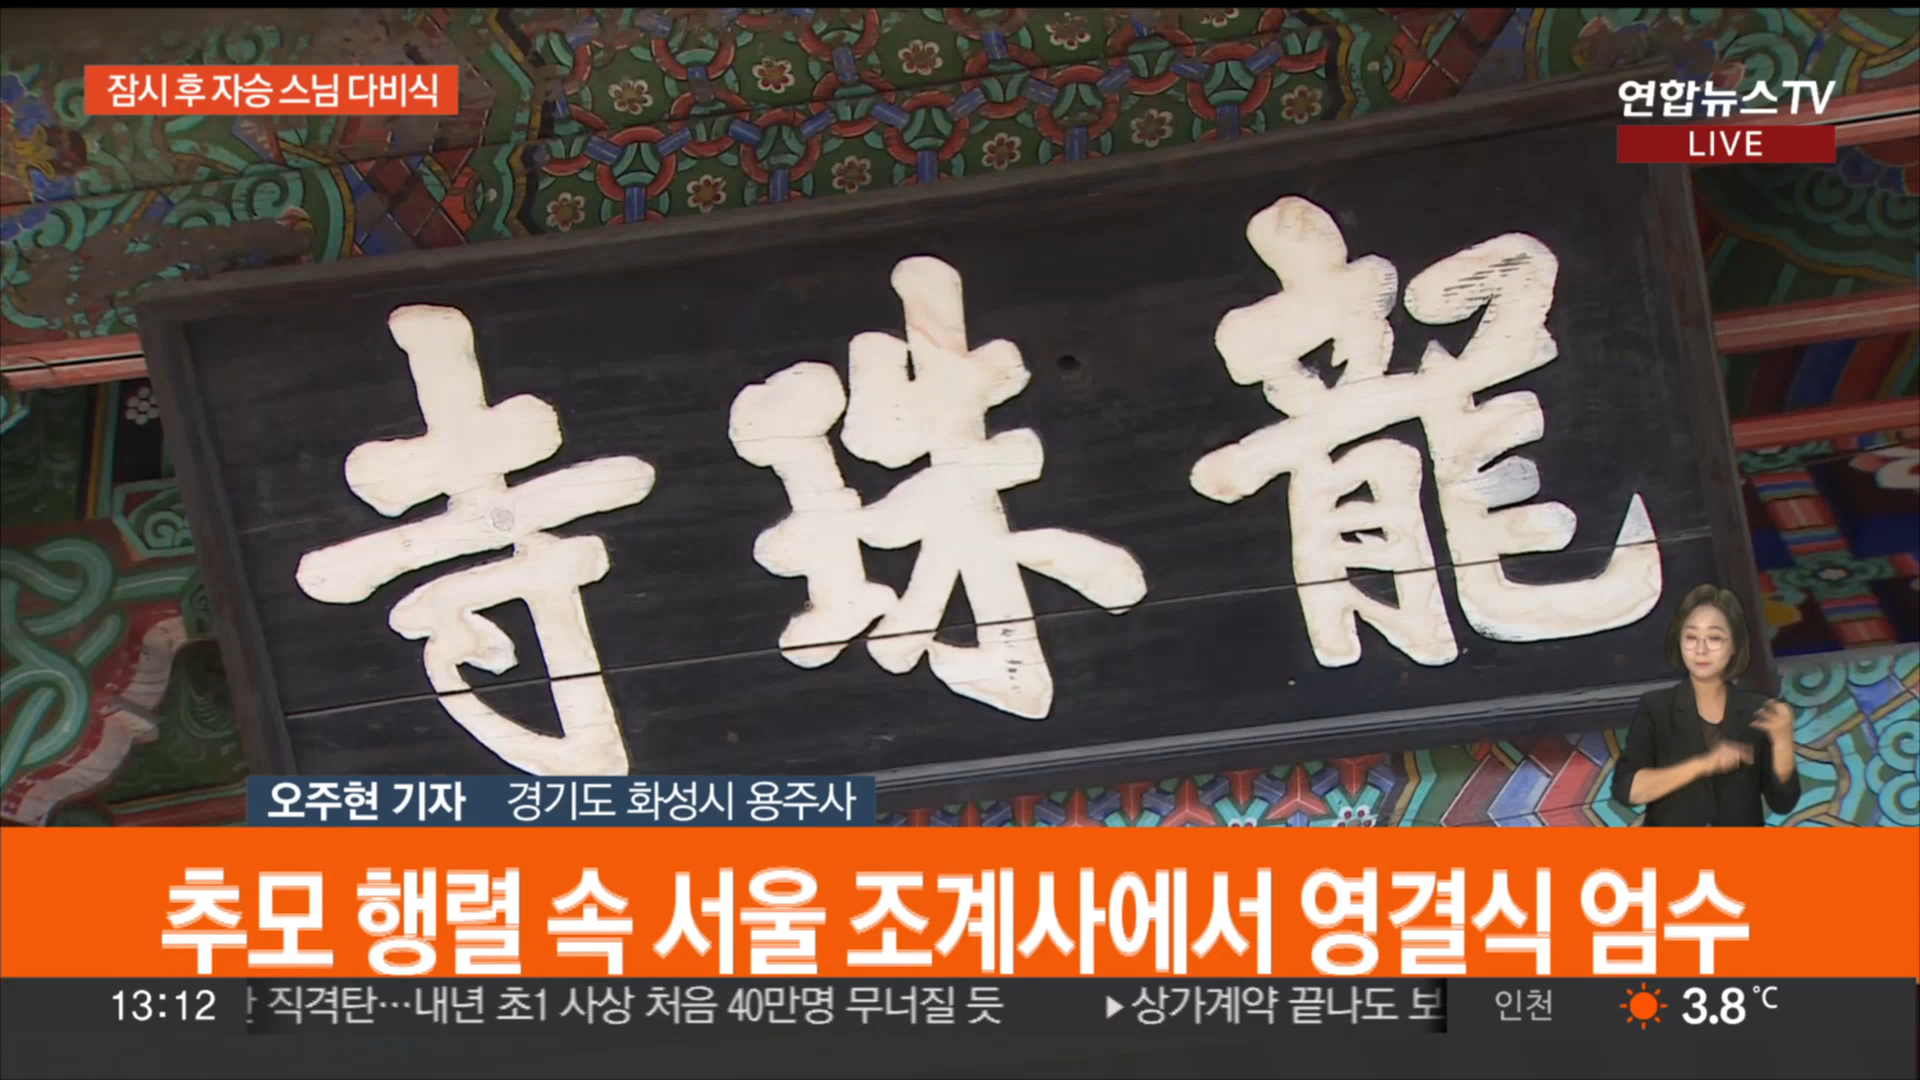 잠시 후 자승 스님 다비식
연합뉴스TV
LIVE
寺珠龍
오주현 기자 경기도 화성시 용주사
추모 행렬 속 서울 조계사에서 영결식 엄수
13:12 직격탄…내년 초1 사상 처음 40만명 무너질 듯 ▶상가계약 끝나도 보 인천 3.8℃